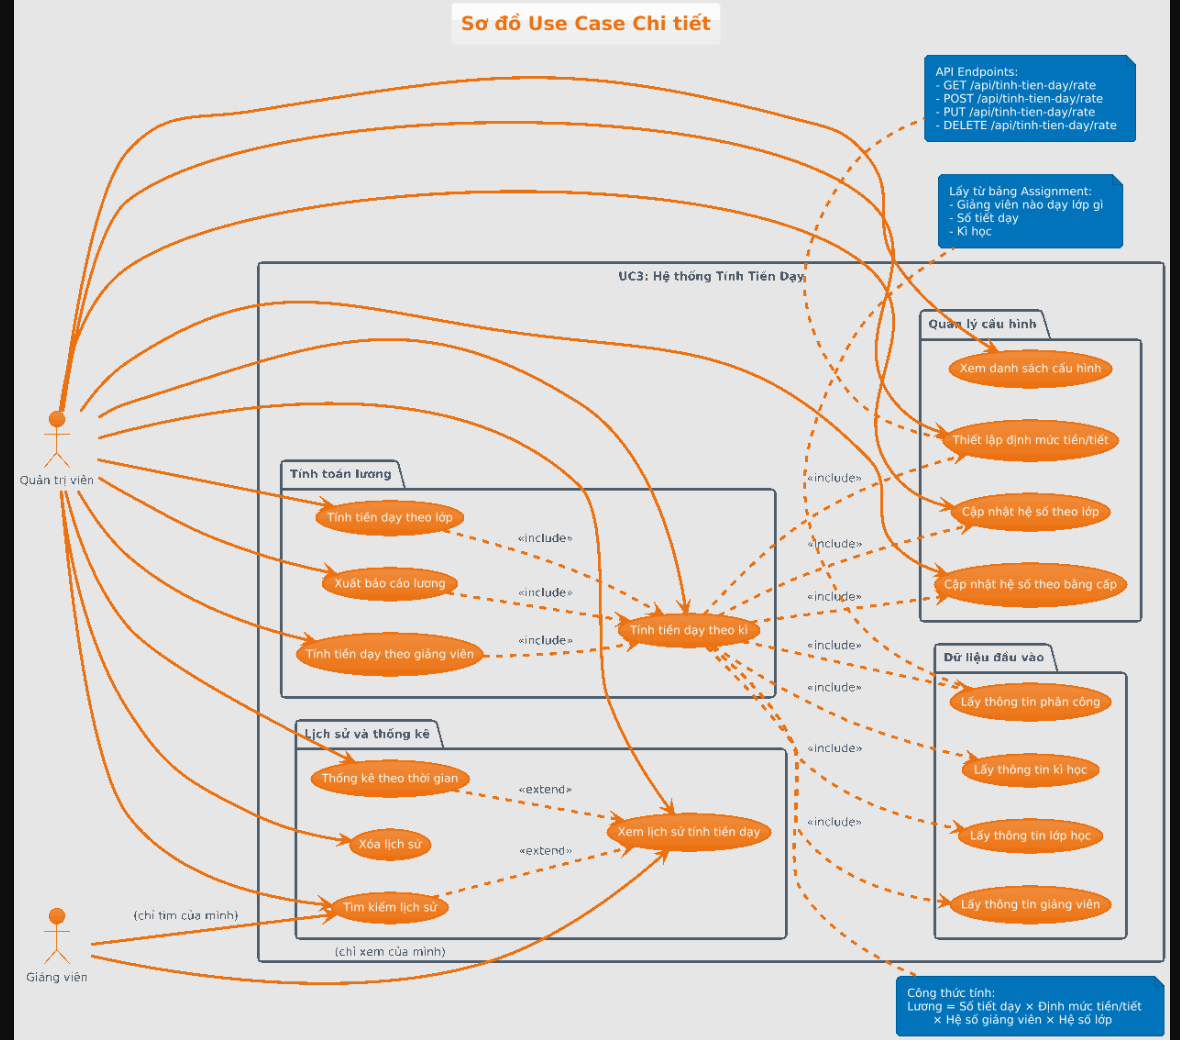 Sơ đồ Use Case Chi tiết
API Endpoints:
- GET /api/tinh-tien-day/rate
- POST /api/tinh-tien-day/rate
- PUT /api/tinh-tien-day/rate
- DELETE /api/tinh-tien-day/rate
Lấy từ bảng Assignment:
- Giảng viên nào dạy lớp gì
- Số tiết dạy
- Kì học
UC3: Hệ thống Tính Tiền Dạy
Quản lý cấu hình
Xem danh sách cấu hình
Thiết lập định mức tiền/tiết
Cập nhật hệ số theo lớp
Cập nhật hệ số theo bằng cấp
Quản trị viên
Tính toán lương
Tính tiền dạy theo lớp
Xuất báo cáo lương
Tính tiền dạy theo giảng viên
Tính tiền dạy theo kì
«include»
«include»
«include»
«include»
«include»
«include»
«include»
«include»
«include»
«include»
Dữ liệu đầu vào
Lấy thông tin phân công
Lấy thông tin kì học
Lấy thông tin lớp học
Lấy thông tin giảng viên
Lịch sử và thống kê
Thống kê theo thời gian
Xóa lịch sử
Tìm kiếm lịch sử
Xem lịch sử tính tiền dạy
«extend»
«extend»
(chỉ tìm của mình)
(chỉ xem của mình)
Giảng viên
Công thức tính:
Lương = Số tiết dạy × Định mức tiền/tiết
× Hệ số giảng viên × Hệ số lớp